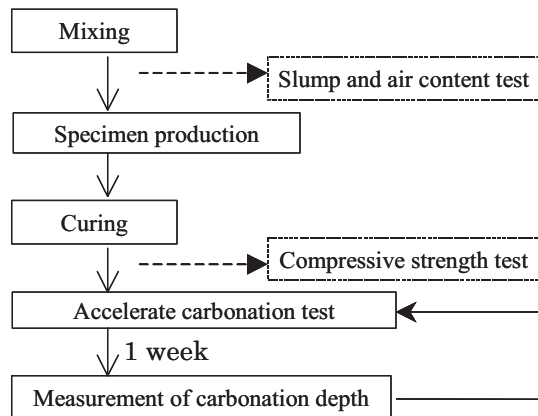 Mixing
Slump and air content test
Specimen production
Curing
Compressive strength test
Accelerate carbonation test
1 week
Measurement of carbonation depth